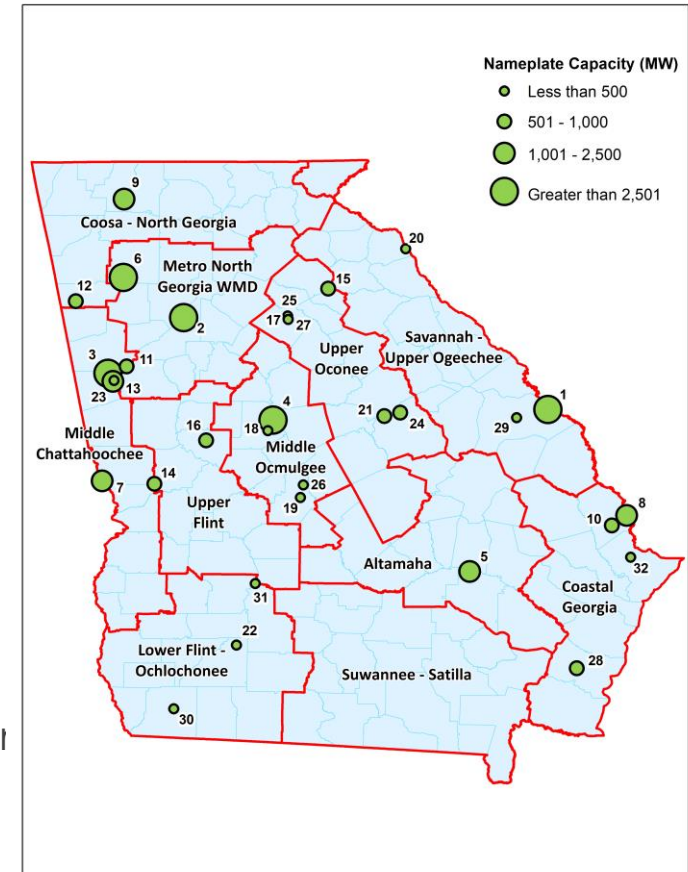 Nameplate Capacity (MW)
Less than 500
501 - 1,000
1,001 - 2,500
Greater than 2,501
9
Coosa - North Georgia
20
6
Metro North
Georgia WMD
12
15
2
25
17
27
Savannah -
Upper Ogeechee
Upper
Oconee
3
11
13
23
1
4
21
24
29
16
18
Middle
Chattahoochee
Middle
Ocmulgee
7
14
26
19
Upper
Flint
8
10
Altamaha
5
32
Coastal
Georgia
31
22
Lower Flint -
Ochlochonee
Suwannee - Satilla
28
30
r